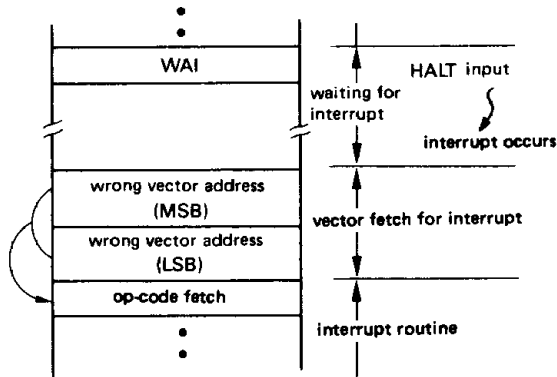 WAI
HALT input
waiting for
interrupt
interrupt occurs
wrong vector address
(MSB)
vector fetch for interrupt
wrong vector address
(LSB)
op-code fetch
interrupt routine